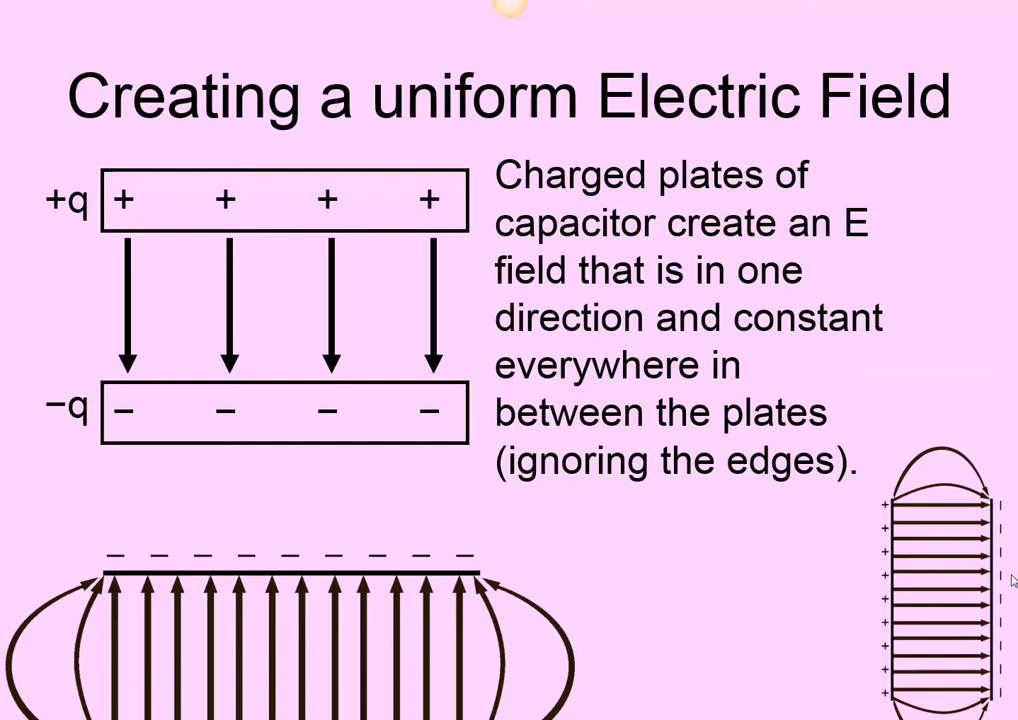 Creating a uniform Electric Field
+q + + + +
−q − − − −
Charged plates of
capacitor create an E
field that is in one
direction and constant
everywhere in
between the plates
(ignoring the edges).
− − − − − − − − −
+ |
+ |
+ |
+ |
+ |
+ |
+ |
+ |
+ |